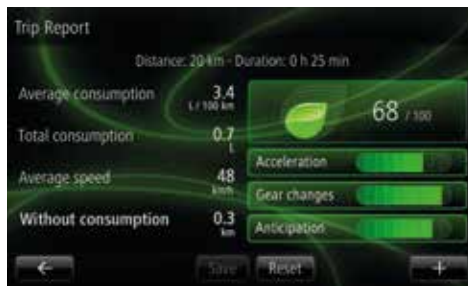 Trip Report
Distance: 20 km - Duration: 0 h 25 min
Average consumption 3.4
L / 100 km
Total consumption 0.7
L
Average speed 48
km/h
Without consumption 0.3
km
68 / 100
Acceleration
Gear changes
Anticipation
Save Reset